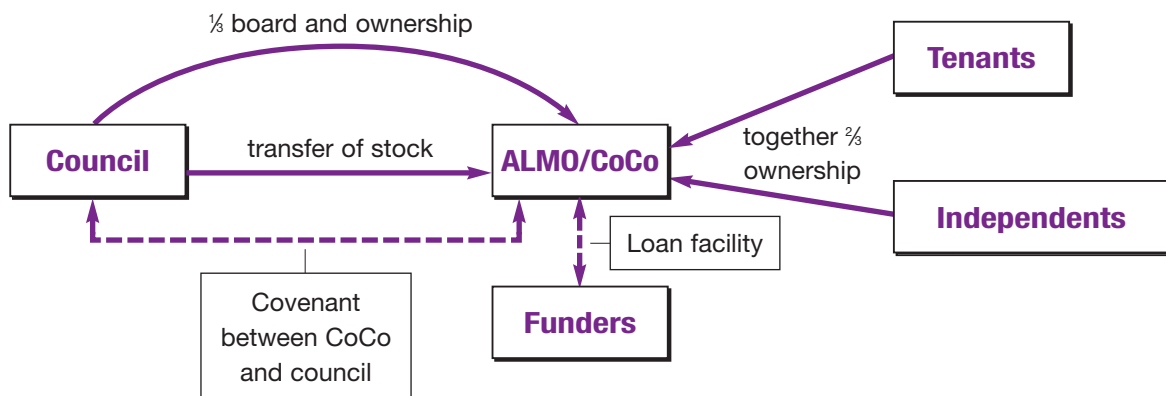 ⅓ board and ownership
Tenants
Council
transfer of stock
ALMO/CoCo
together ⅔
ownership
Independents
Loan facility
Covenant
between CoCo
and council
Funders